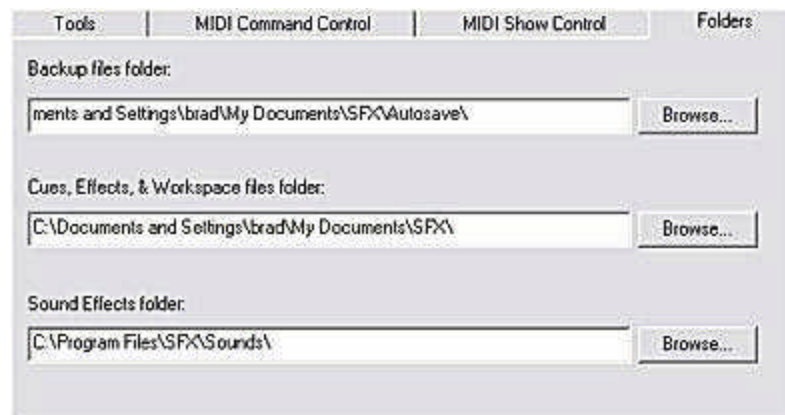 Tools MIDI Command Control MIDI Show Control Folders
Backup files folder:
ments and Settings\brad\My Documents\SFX\Autosave\ Browse...
Cues, Effects, & Workspace files folder:
C:\Documents and Settings\brad\My Documents\SFX\ Browse...
Sound Effects folder:
C:\Program Files\SFX\Sounds\ Browse...